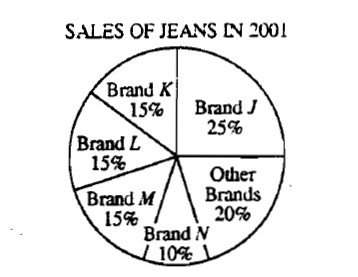 SALES OF JEANS IN 2001
Brand K
15%
Brand J
25%
Brand L
15%
Other
Brands
20%
Brand M
15%
Brand N
10%